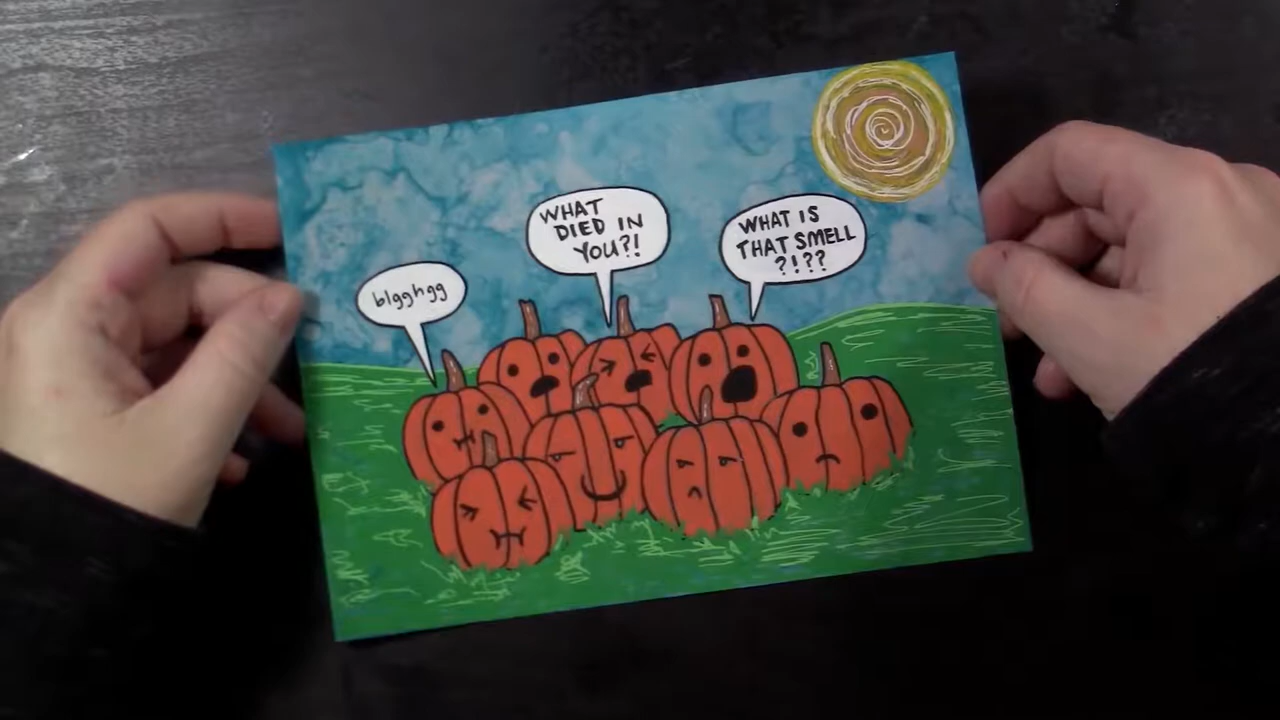 blgghgg
WHAT
DIED IN
YOU?!
WHAT IS
THAT SMELL
?!??